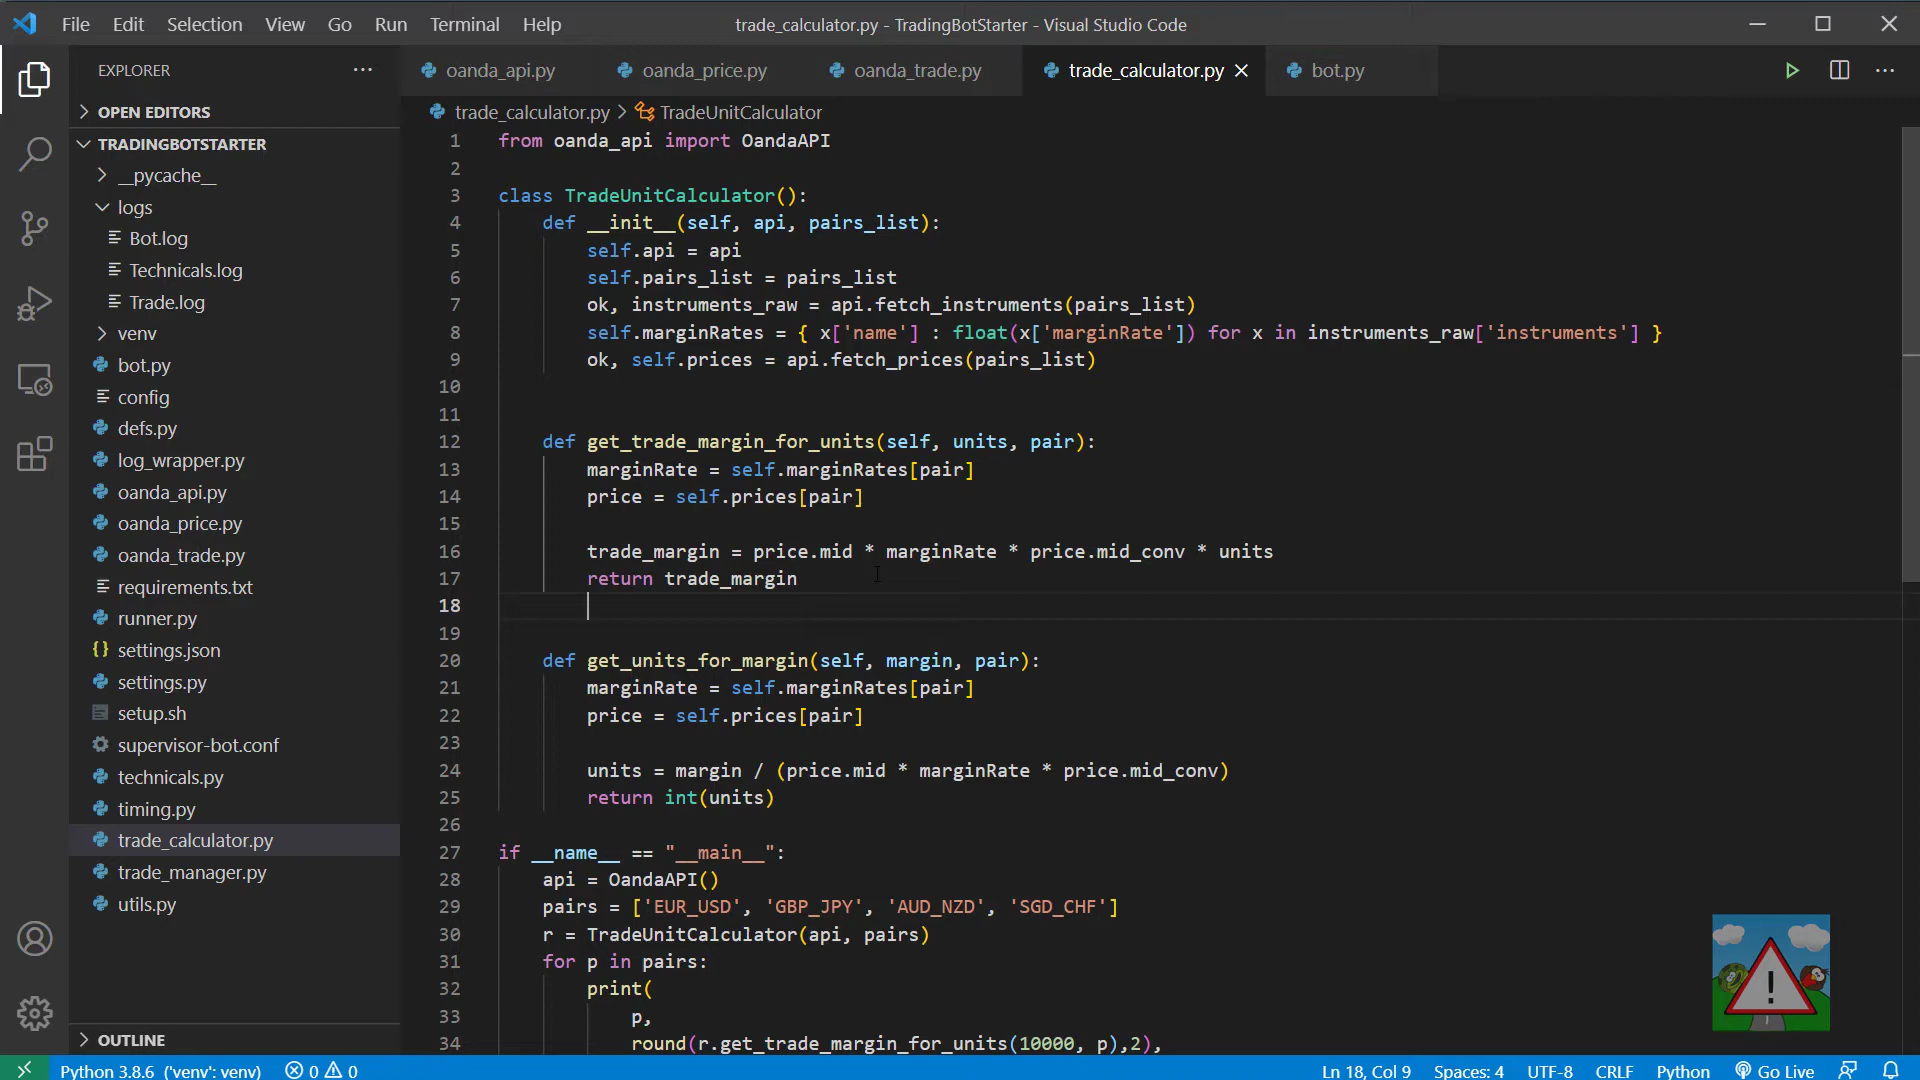 File Edit Selection View Go Run Terminal Help trade_calculator.py - TradingBotStarter - Visual Studio Code
EXPLORER
oanda_api.py oanda_price.py oanda_trade.py trade_calculator.py bot.py
OPEN EDITORS
TRADINGBOTSTARTER
__pycache__
logs
Bot.log
Technicals.log
Trade.log
venv
bot.py
config
defs.py
log_wrapper.py
oanda_api.py
oanda_price.py
oanda_trade.py
requirements.txt
runner.py
settings.json
settings.py
setup.sh
supervisor-bot.conf
technicals.py
timing.py
trade_calculator.py
trade_manager.py
utils.py
OUTLINE
trade_calculator.py > TradeUnitCalculator
1 from oanda_api import OandaAPI
2
3 class TradeUnitCalculator():
4 def __init__(self, api, pairs_list):
5 self.api = api
6 self.pairs_list = pairs_list
7 ok, instruments_raw = api.fetch_instruments(pairs_list)
8 self.marginRates = { x['name'] : float(x['marginRate']) for x in instruments_raw['instruments'] }
9 ok, self.prices = api.fetch_prices(pairs_list)
10
11
12 def get_trade_margin_for_units(self, units, pair):
13 marginRate = self.marginRates[pair]
14 price = self.prices[pair]
15
16 trade_margin = price.mid * marginRate * price.mid_conv * units
17 return trade_margin
18
19
20 def get_units_for_margin(self, margin, pair):
21 marginRate = self.marginRates[pair]
22 price = self.prices[pair]
23
24 units = margin / (price.mid * marginRate * price.mid_conv)
25 return int(units)
26
27 if __name__ == "__main__":
28 api = OandaAPI()
29 pairs = ['EUR_USD', 'GBP_JPY', 'AUD_NZD', 'SGD_CHF']
30 r = TradeUnitCalculator(api, pairs)
31 for p in pairs:
32 print(
33 p,
34 round(r.get_trade_margin_for_units(10000, p),2),
Python 3.8.6 ('venv': venv) 0 0 Ln 18, Col 9 Spaces: 4 UTF-8 CRLF Python Go Live